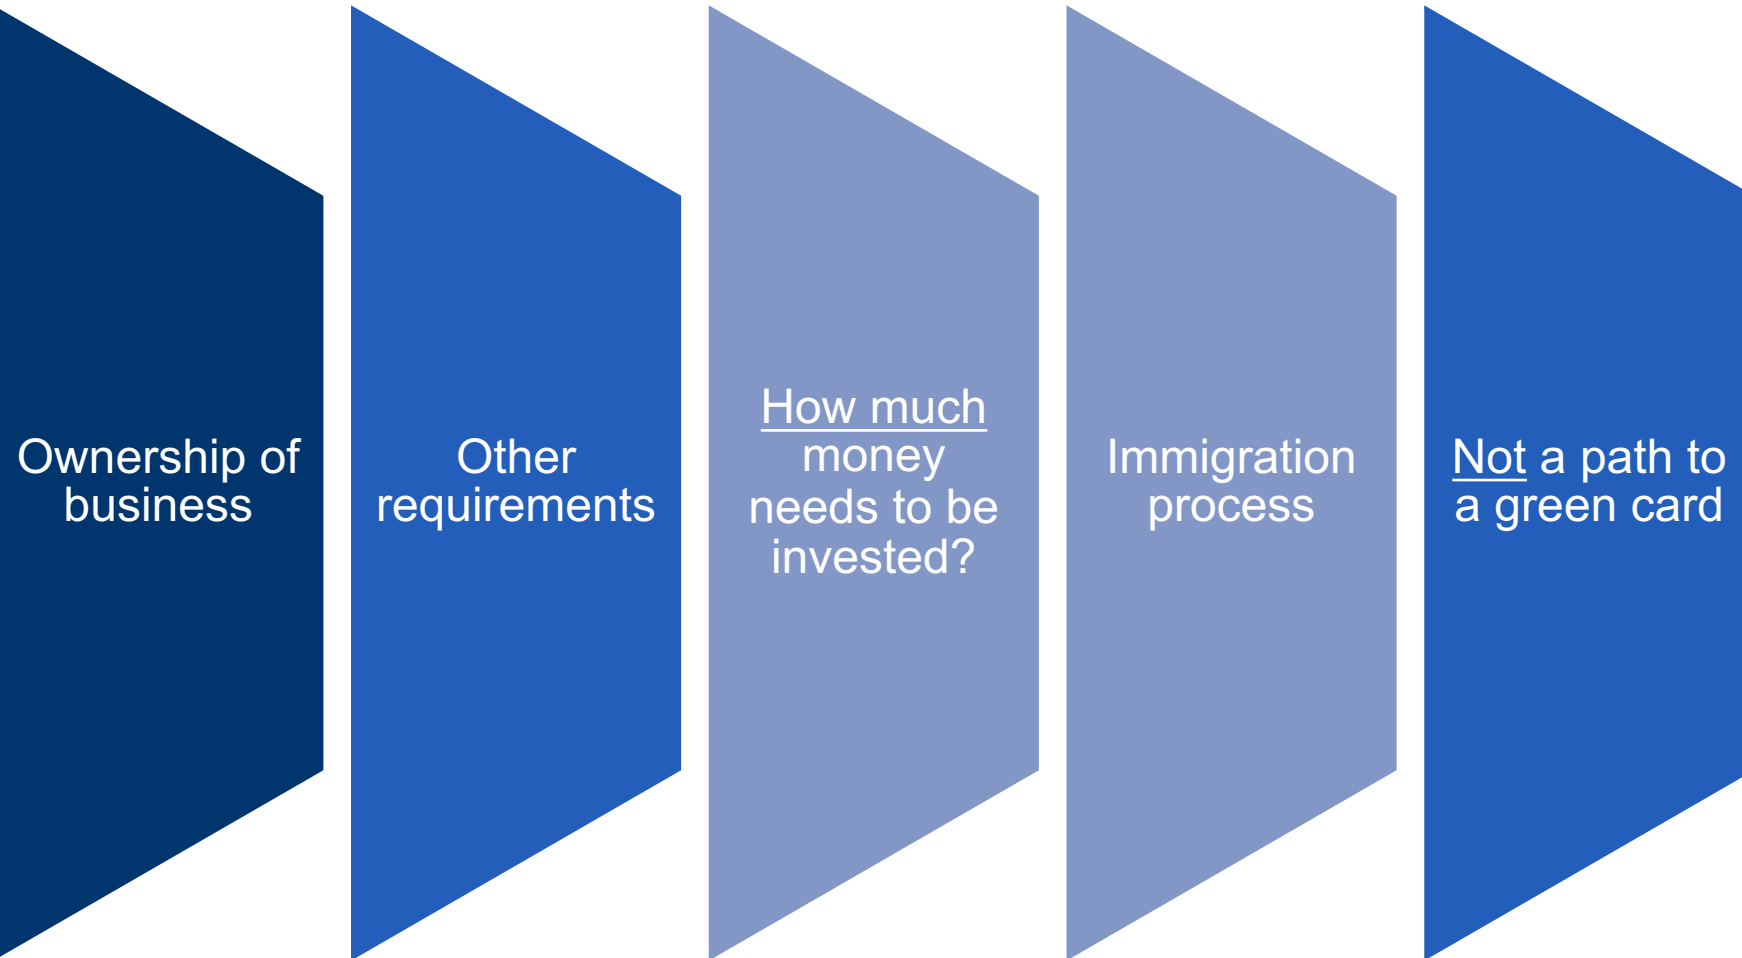 Ownership of
business
Other
requirements
How much
money
needs to be
invested?
Immigration
process
Not a path to
a green card